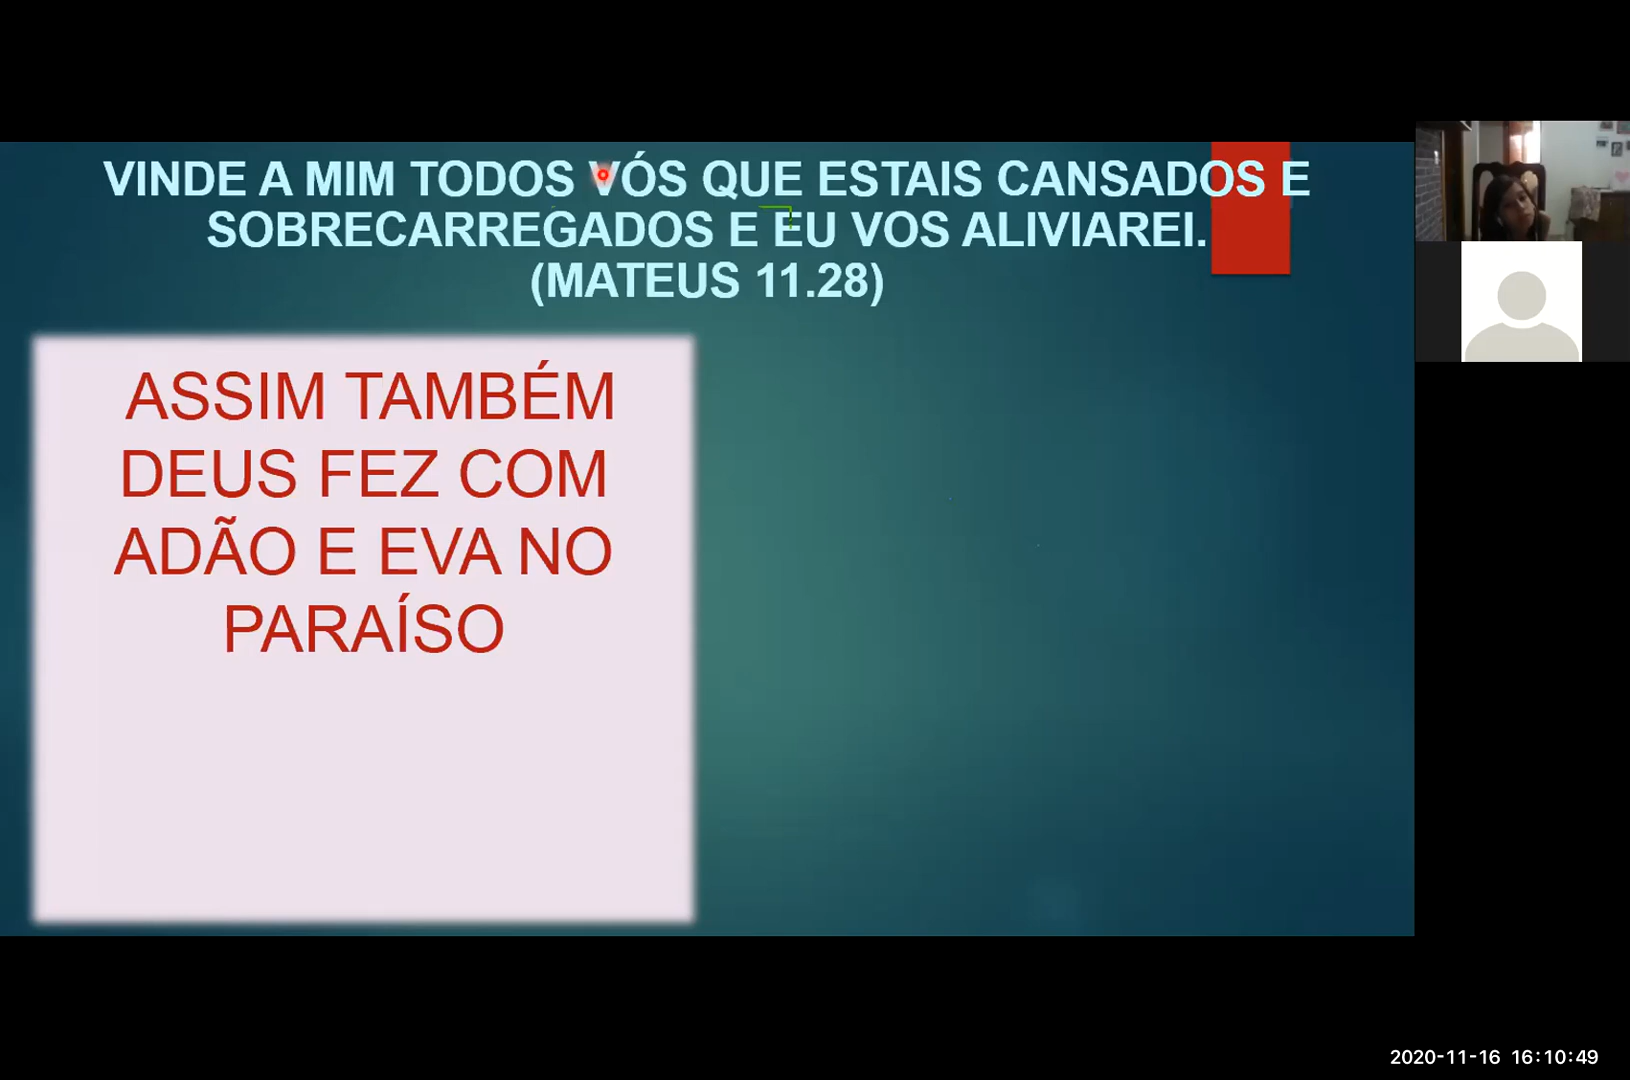 VINDE A MIM TODOS VÓS QUE ESTAIS CANSADOS E
SOBRECARREGADOS E EU VOS ALIVIAREI.
(MATEUS 11.28)
ASSIM TAMBÉM
DEUS FEZ COM
ADÃO E EVA NO
PARAÍSO
2020-11-16 16:10:49